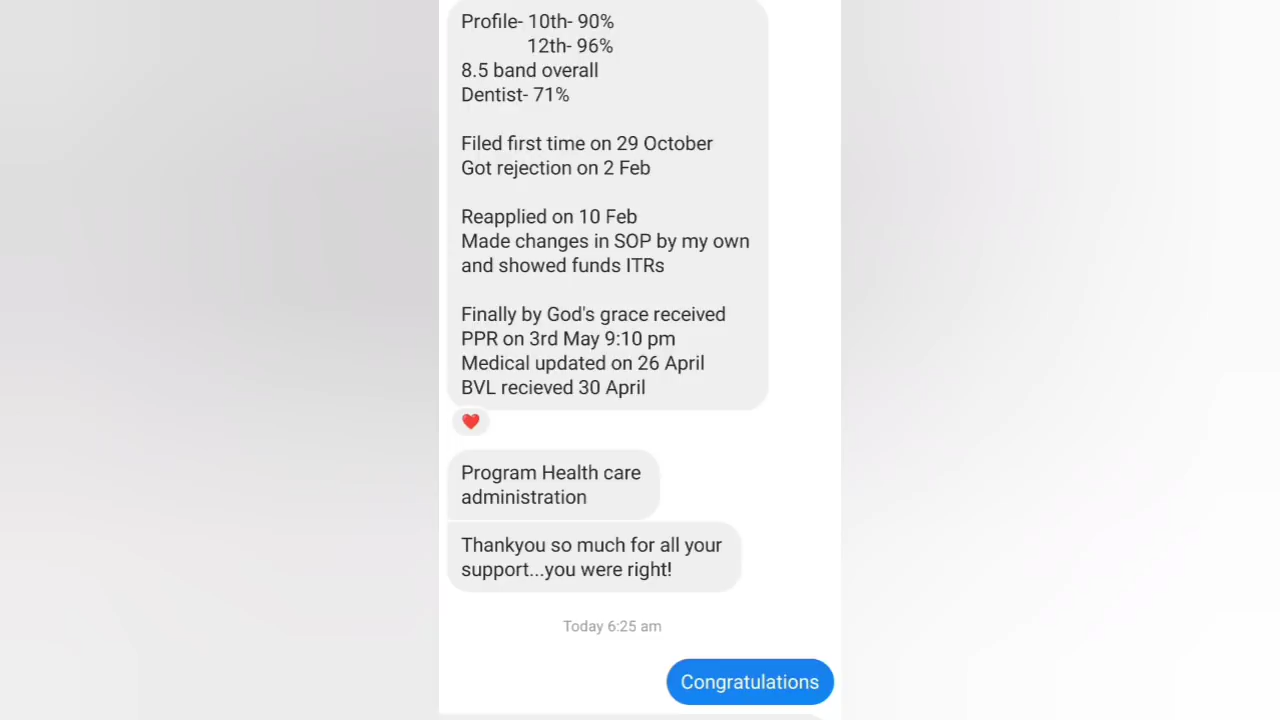 Profile- 10th- 90%
12th- 96%
8.5 band overall
Dentist- 71%
Filed first time on 29 October
Got rejection on 2 Feb
Reapplied on 10 Feb
Made changes in SOP by my own
and showed funds ITRs
Finally by God's grace received
PPR on 3rd May 9:10 pm
Medical updated on 26 April
BVL recieved 30 April
Program Health care
administration
Thankyou so much for all your
support...you were right!
Today 6:25 am
Congratulations